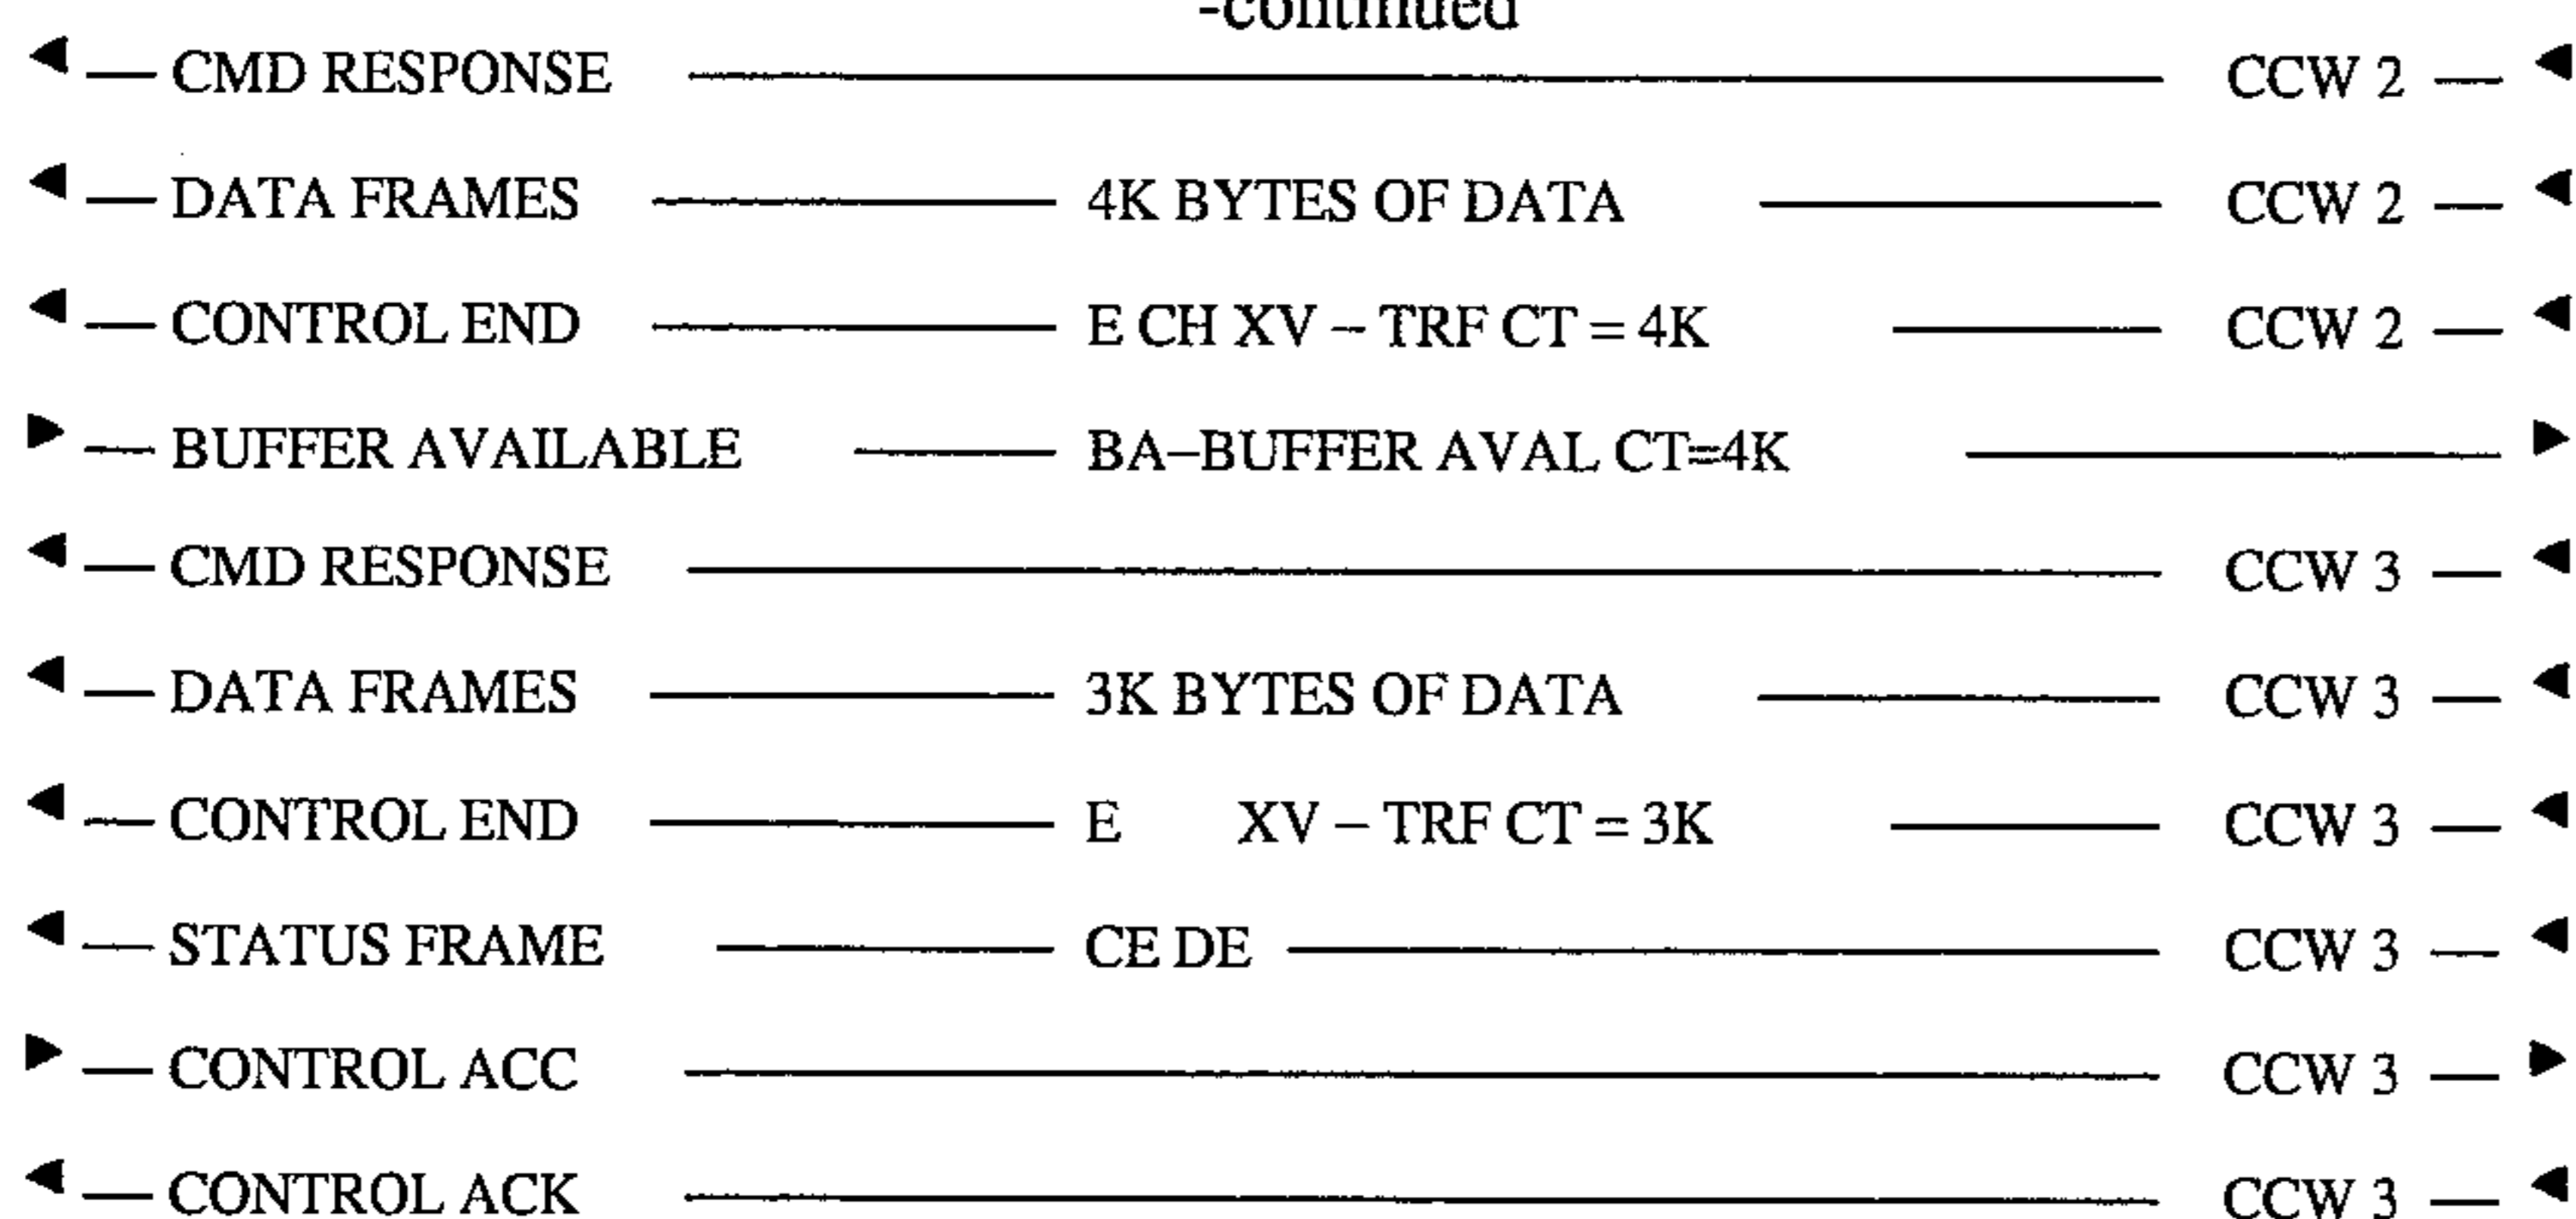 -continued
◄ — CMD RESPONSE ——— CCW 2 — ◄
◄ — DATA FRAMES ——— 4K BYTES OF DATA ——— CCW 2 — ◄
◄ — CONTROL END ——— E CH XV – TRF CT = 4K ——— CCW 2 — ◄
► — BUFFER AVAILABLE ——— BA–BUFFER AVAL CT=4K ——— ►
◄ — CMD RESPONSE ——— CCW 3 — ◄
◄ — DATA FRAMES ——— 3K BYTES OF DATA ——— CCW 3 — ◄
◄ — CONTROL END ——— E XV – TRF CT = 3K ——— CCW 3 — ◄
◄ — STATUS FRAME ——— CE DE ——— CCW 3 — ◄
► — CONTROL ACC ——— CCW 3 — ►
◄ — CONTROL ACK ——— CCW 3 — ◄